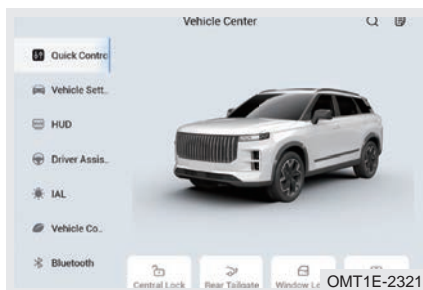 Vehicle Center
Quick Contro
Vehicle Sett..
HUD
Driver Assis..
IAL
Vehicle Co..
Bluetooth
Central Lock
Rear Tailgate
Window Lo
OMT1E-2321